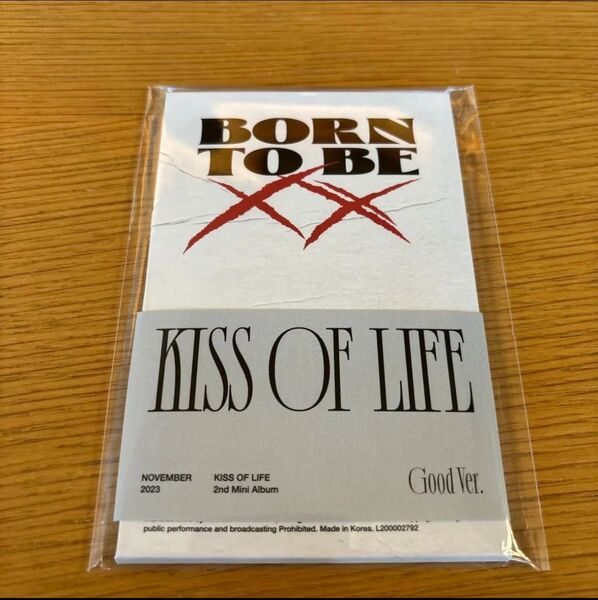 BORN
TO BE
XX
KISS OF LIFE
NOVEMBER KISS OF LIFE
2023 2nd Mini Album Good Ver.
public performance and broadcasting Prohibited. Made in Korea. L200002792